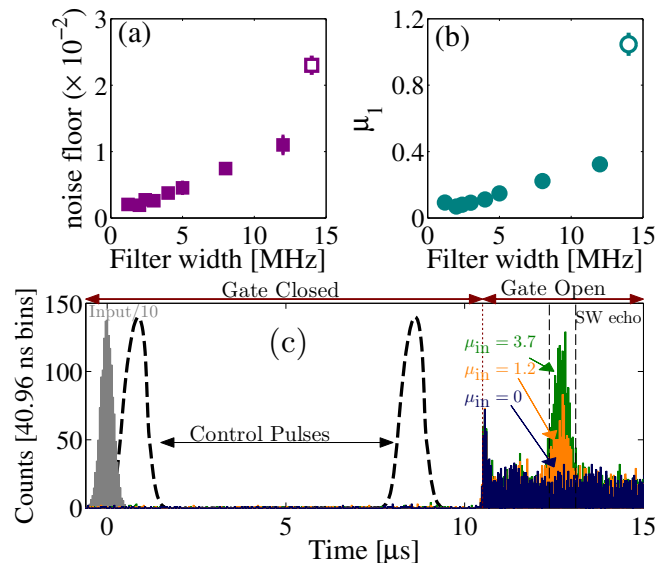 (a)
noise floor (× 10⁻²)
3
2
1
0
0 5 10 15
Filter width [MHz]
(b)
μ₁
1.2
0.8
0.4
0
0 5 10 15
Filter width [MHz]
Gate Closed
Gate Open
150
100
50
0
Counts [40.96 ns bins]
Input/10
(c)
SW echo
μin = 3.7
μin = 1.2
μin = 0
Control Pulses
0 5 10 15
Time [μs]